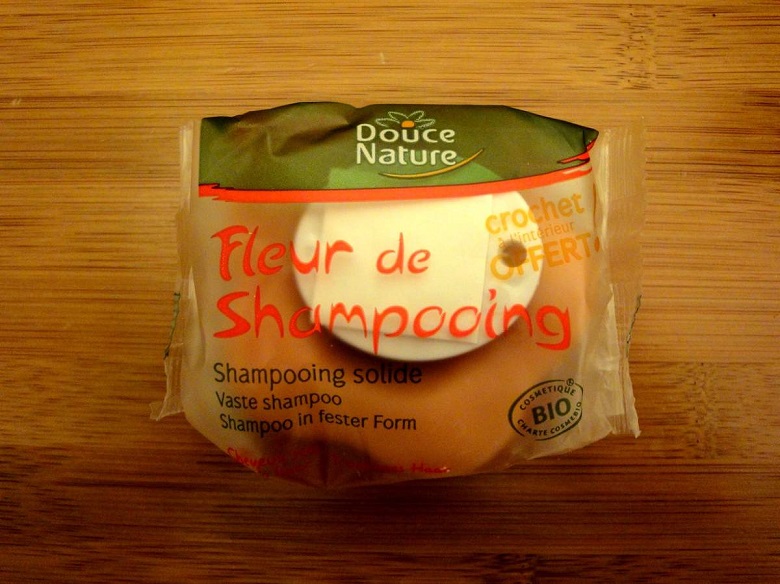 Douce
Nature
crochet
à l'intérieur
OFFERT
Fleur de
Shampooing
Shampooing solide
Vaste shampoo
Shampoo in fester Form
COSMETIQUE
BIO
CHARTE COSMEBIO
Cheveux